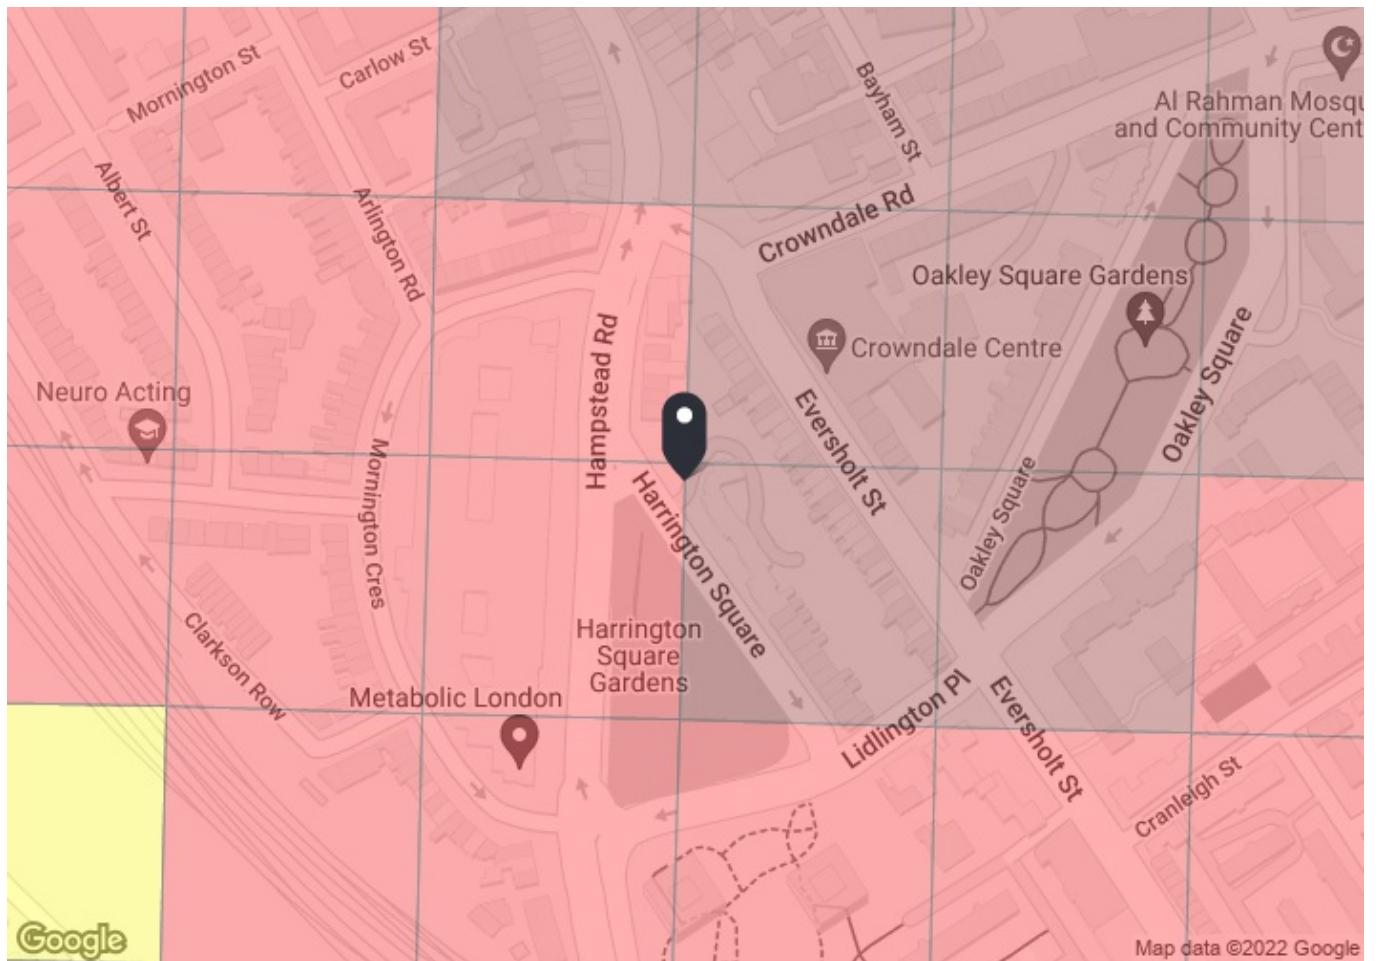 Mornington St
Carlow St
Bayham St
Al Rahman Mosqu
and Community Cent
Albert St
Arlington Rd
Crowndale Rd
Oakley Square Gardens
Crowndale Centre
Hampstead Rd
Neuro Acting
Eversholt St
Oakley Square
Mornington Cres
Harrington Square
Oakley Square
Clarkson Row
Harrington
Square
Gardens
Metabolic London
Lidlington Pl
Eversholt St
Cranleigh St
Google
Map data ©2022 Google